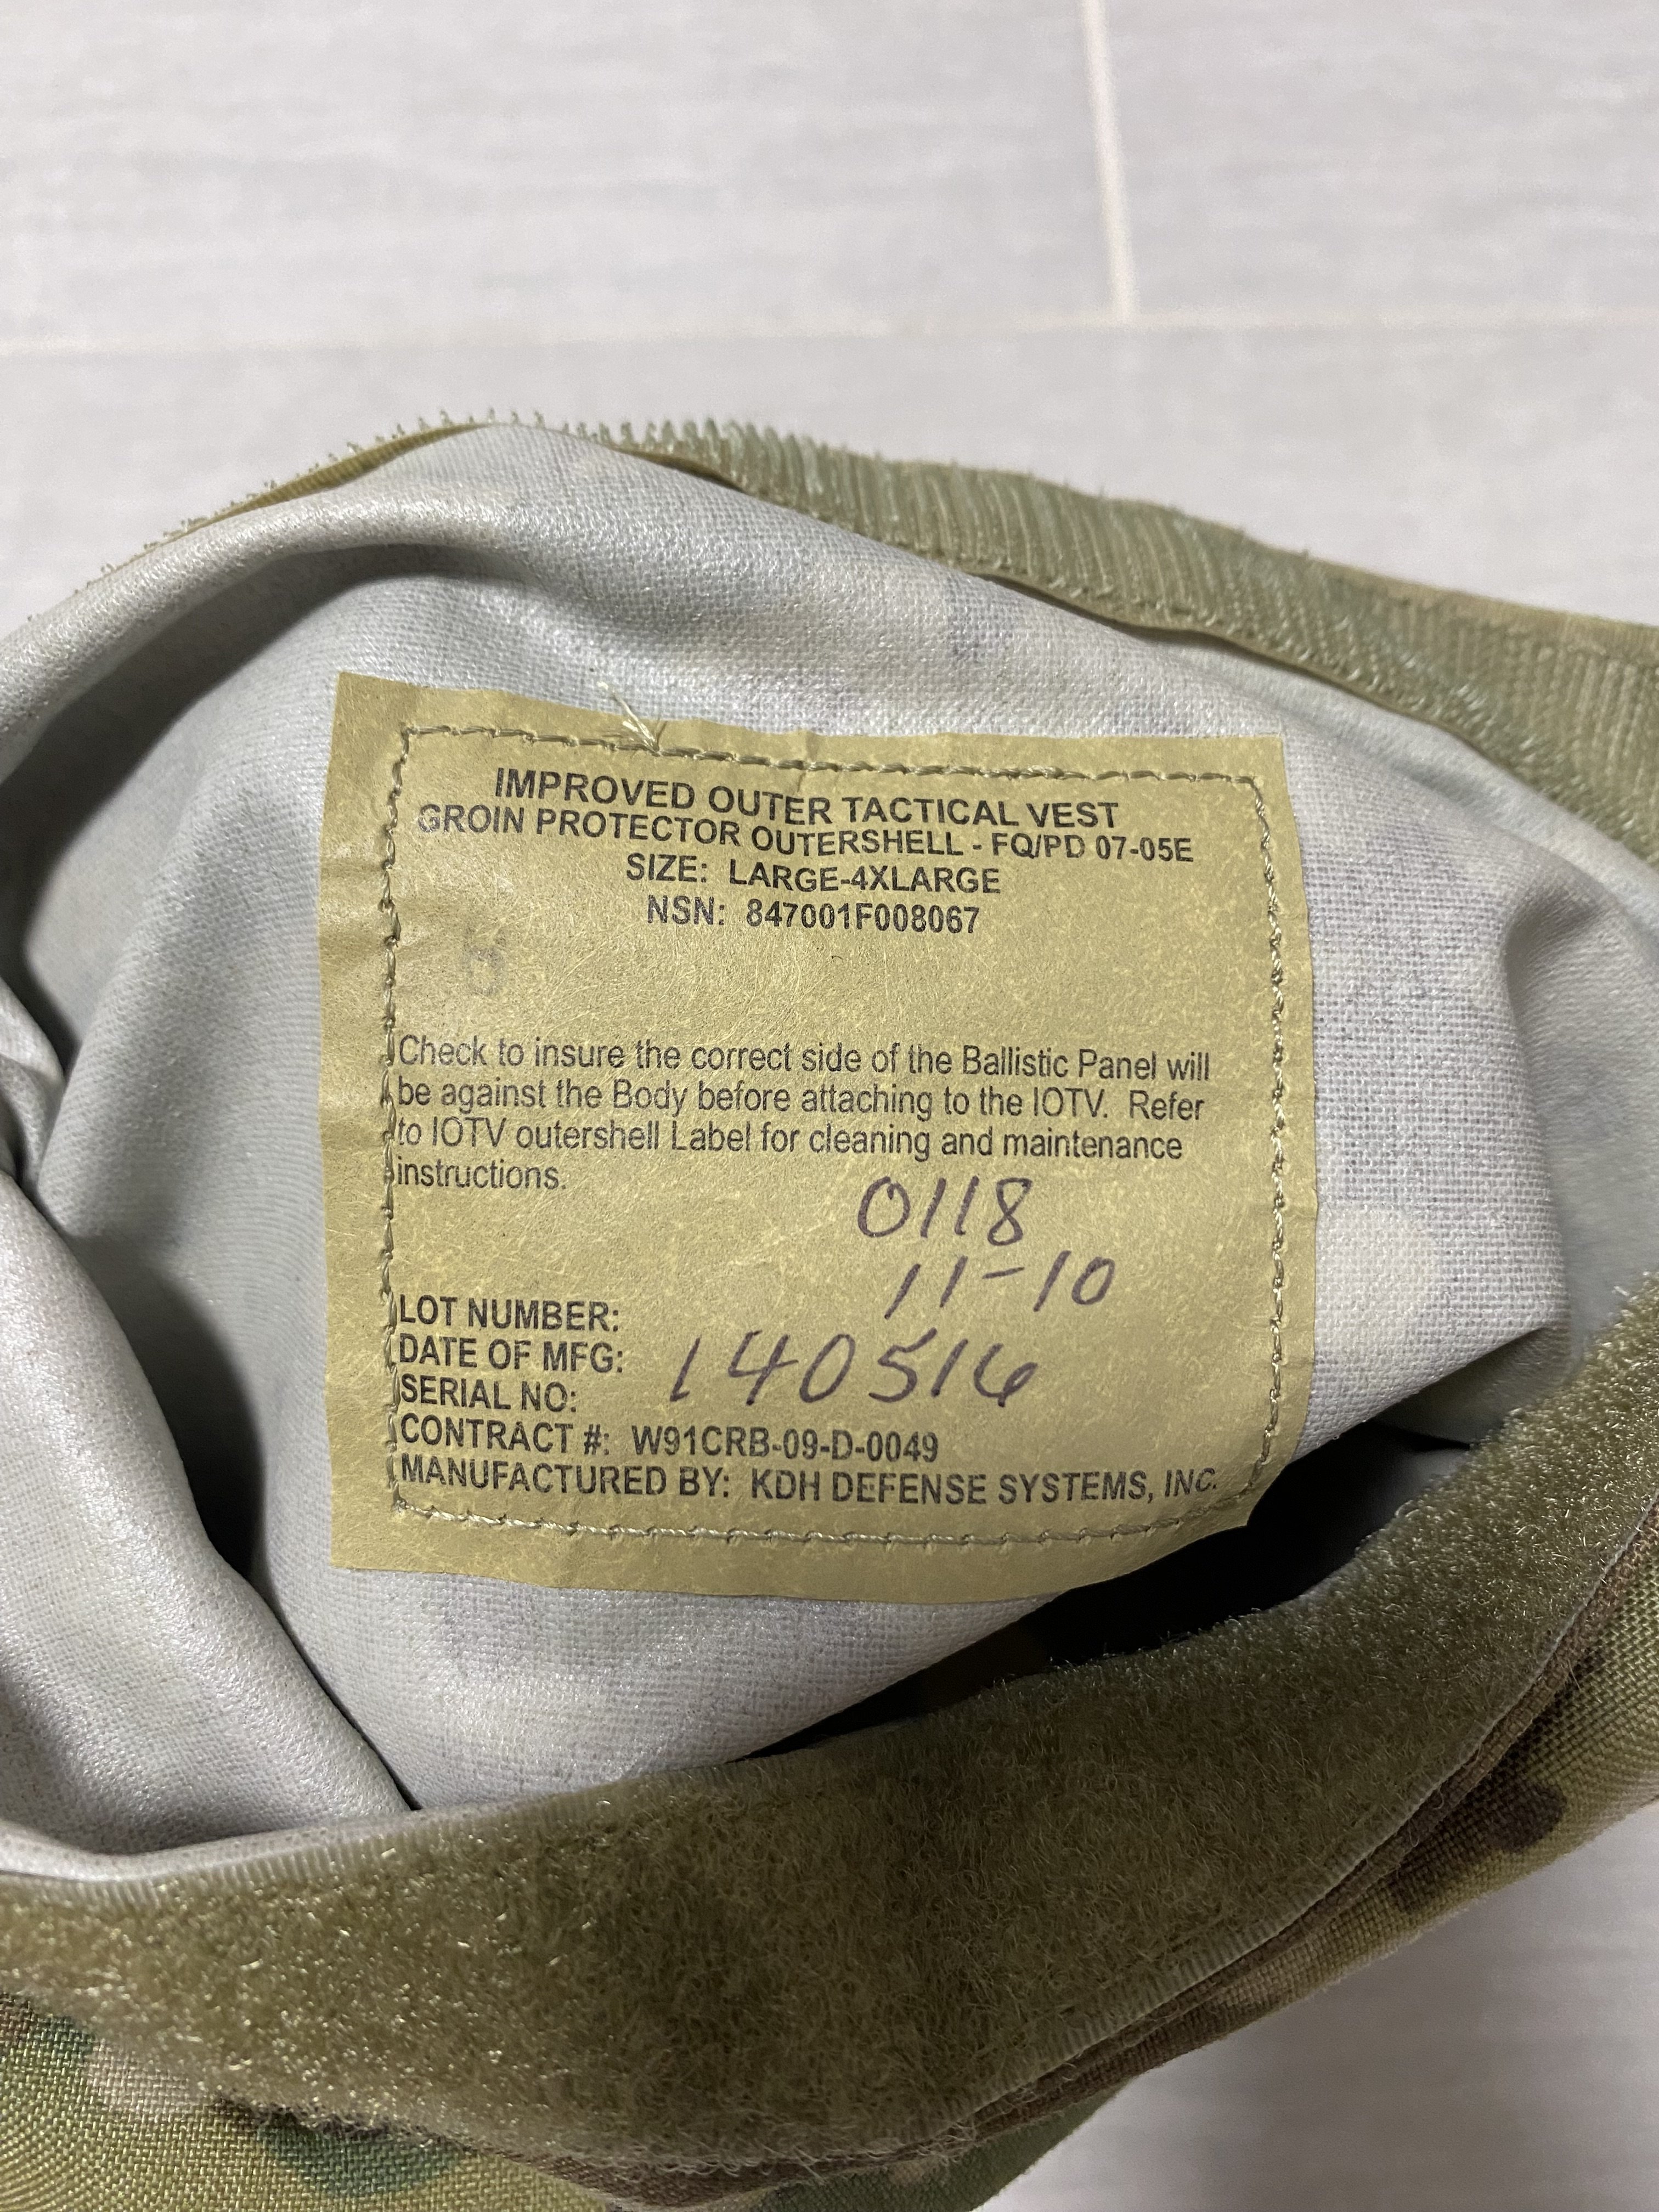 IMPROVED OUTER TACTICAL VEST
GROIN PROTECTOR OUTERSHELL - FQ/PD 07-05E
SIZE: LARGE-4XLARGE
NSN: 847001F008067
Check to insure the correct side of the Ballistic Panel will
be against the Body before attaching to the IOTV. Refer
to IOTV outershell Label for cleaning and maintenance
instructions.
0118
11-10
LOT NUMBER:
DATE OF MFG:
SERIAL NO: 140516
CONTRACT #: W91CRB-09-D-0049
MANUFACTURED BY: KDH DEFENSE SYSTEMS, INC.